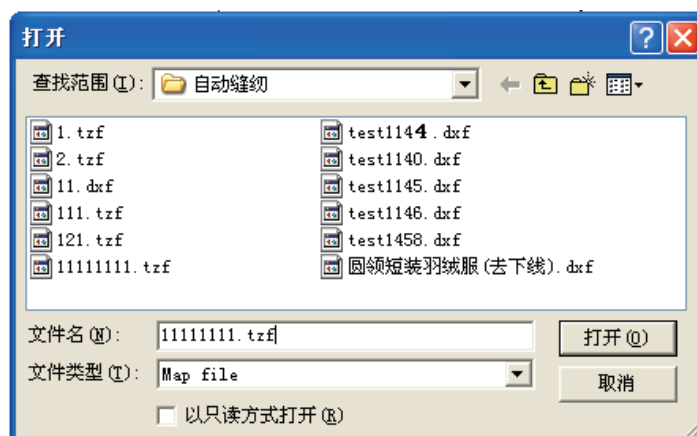 打开
查找范围(I): 自动缝纫
1.tzf
2.tzf
11.dxf
111.tzf
121.tzf
11111111.tzf
test1144.dxf
test1140.dxf
test1145.dxf
test1146.dxf
test1458.dxf
圆领短装羽绒服(去下线).dxf
文件名(N): 11111111.tzf 打开(O)
文件类型(T): Map file 取消
以只读方式打开(R)